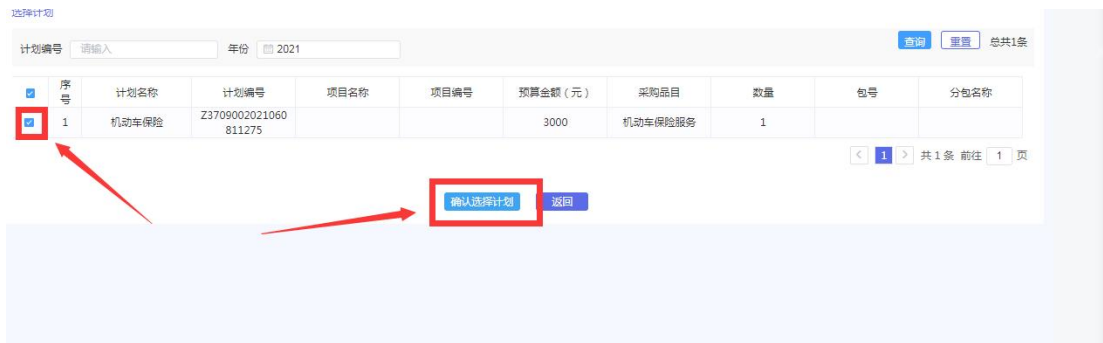 选择计划
计划编号 请输入 年份 2021 查询 重置 总共1条
序号 计划名称 计划编号 项目名称 项目编号 预算金额（元） 采购品目 数量 包号 分包名称
1 机动车保险 Z3709002021060811275 3000 机动车保险服务 1
< 1 > 共 1 条 前往 1 页
确认选择计划 返回